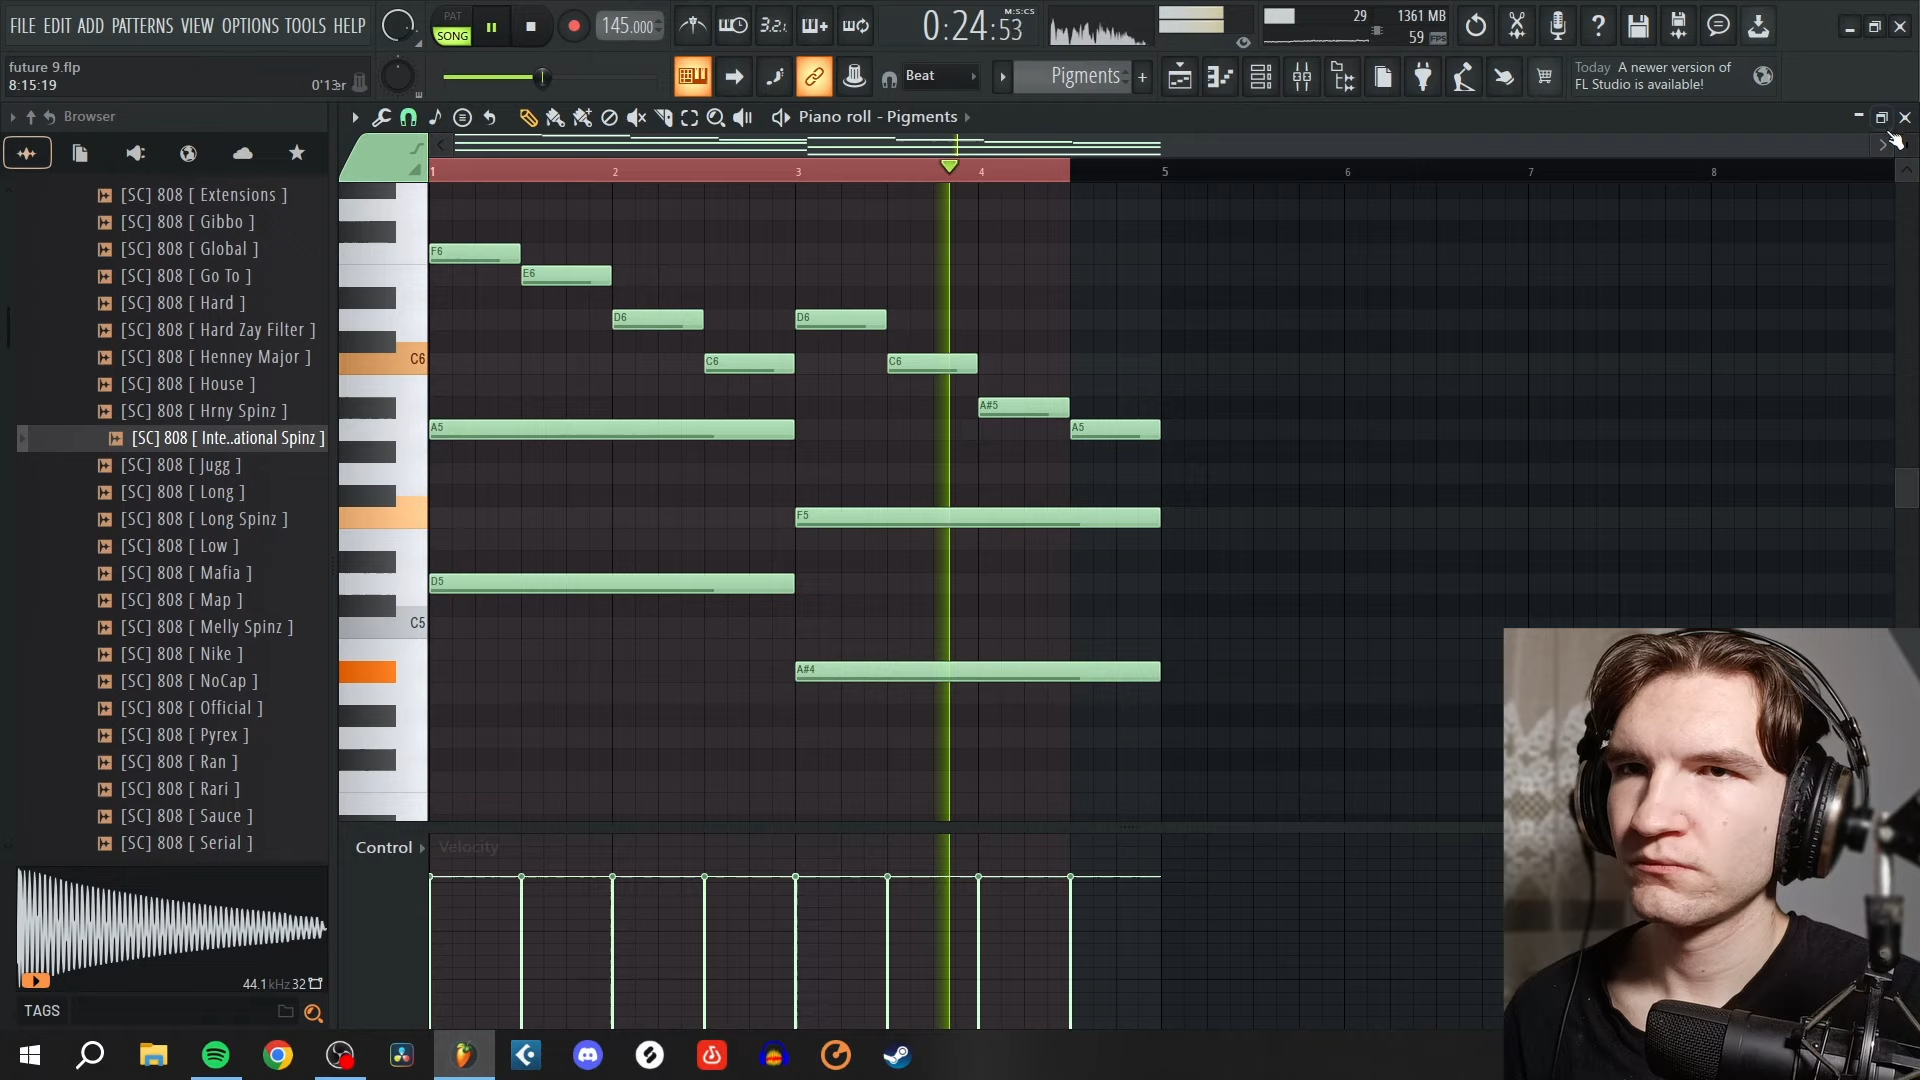 FILE EDIT ADD PATTERNS VIEW OPTIONS TOOLS HELP
future 9.flp
8:15:19
0'13
PAT
SONG
145.000
3.2.
0:24:53
M:S:CS
29
1361 MB
59
FPS
Beat
Pigments
Today A newer version of
FL Studio is available!
Browser
Piano roll - Pigments
[SC] 808 [ Extensions ]
[SC] 808 [ Gibbo ]
[SC] 808 [ Global ]
[SC] 808 [ Go To ]
[SC] 808 [ Hard ]
[SC] 808 [ Hard Zay Filter ]
[SC] 808 [ Henney Major ]
[SC] 808 [ House ]
[SC] 808 [ Hrny Spinz ]
[SC] 808 [ Inte..ational Spinz ]
[SC] 808 [ Jugg ]
[SC] 808 [ Long ]
[SC] 808 [ Long Spinz ]
[SC] 808 [ Low ]
[SC] 808 [ Mafia ]
[SC] 808 [ Map ]
[SC] 808 [ Melly Spinz ]
[SC] 808 [ Nike ]
[SC] 808 [ NoCap ]
[SC] 808 [ Official ]
[SC] 808 [ Pyrex ]
[SC] 808 [ Ran ]
[SC] 808 [ Rari ]
[SC] 808 [ Sauce ]
[SC] 808 [ Serial ]
44.1kHz 32
TAGS
1 2 3 4 5 6 7 8
F6
E6
D6
D6
C6
C6
C6
A#5
A5
A5
F5
D5
C5
A#4
Control
Velocity